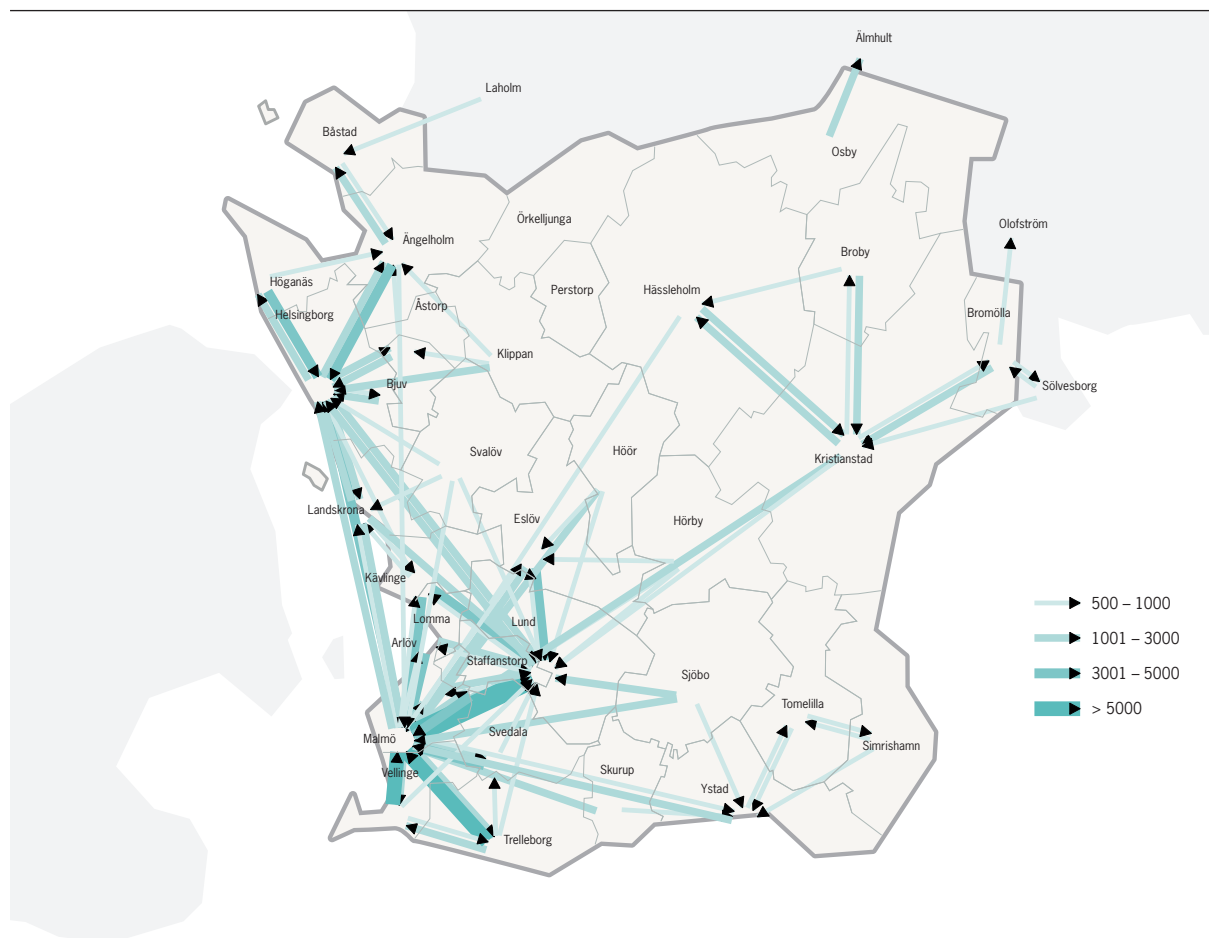 Älmhult
Laholm
Båstad
Osby
Örkelljunga
Olofström
Ängelholm
Broby
Höganäs
Perstorp
Hässleholm
Åstorp
Helsingborg
Bromölla
Klippan
Bjuv
Sölvesborg
Svalöv
Höör
Kristianstad
Landskrona
Eslöv
Hörby
Kävlinge
500 – 1000
Lomma
Lund
1001 – 3000
Arlöv
Staffanstorp
Sjöbo
3001 – 5000
Tomelilla
> 5000
Malmö
Svedala
Simrishamn
Vellinge
Skurup
Ystad
Trelleborg